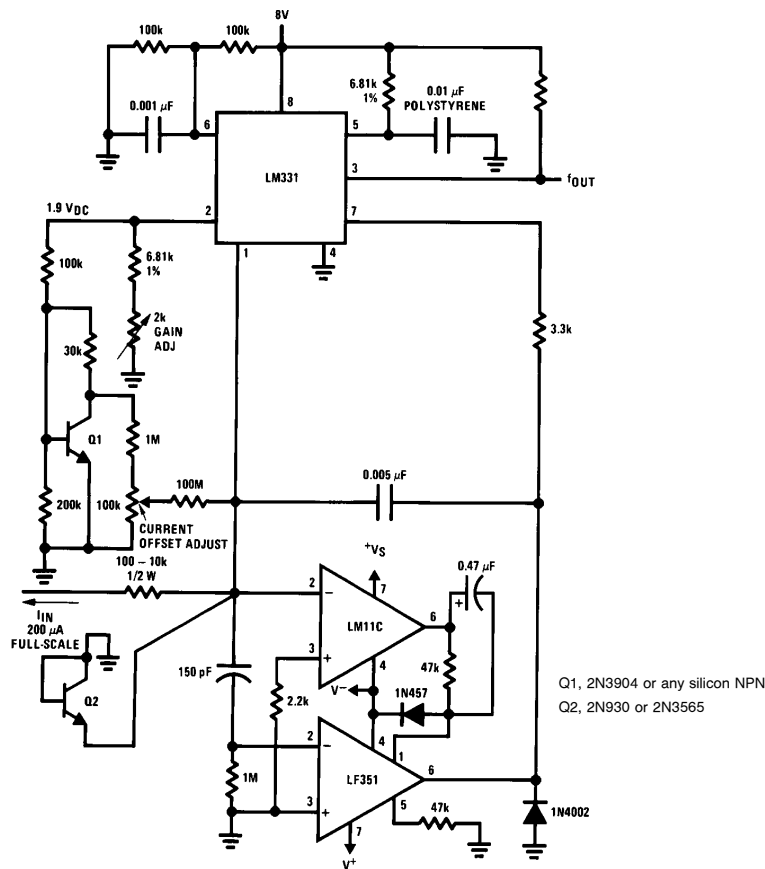 8V
100k
100k
6.81k
1%
0.01 µF
POLYSTYRENE
0.001 µF
8
6
5
LM331
3
fOUT
1.9 VDC
2
7
1
4
100k
6.81k
1%
2k
GAIN
ADJ
3.3k
30k
Q1
1M
100M
0.005 µF
200k
100k
CURRENT
OFFSET ADJUST
100 – 10k
1/2 W
+VS
0.47 µF
IIN
200 µA
FULL-SCALE
2
–
7
LM11C
6
+
3
+
4
47k
150 pF
V–
Q2
2.2k
1N457
Q1, 2N3904 or any silicon NPN
Q2, 2N930 or 2N3565
4
2
–
1
1M
LF351
6
3
+
5
47k
7
1N4002
V+